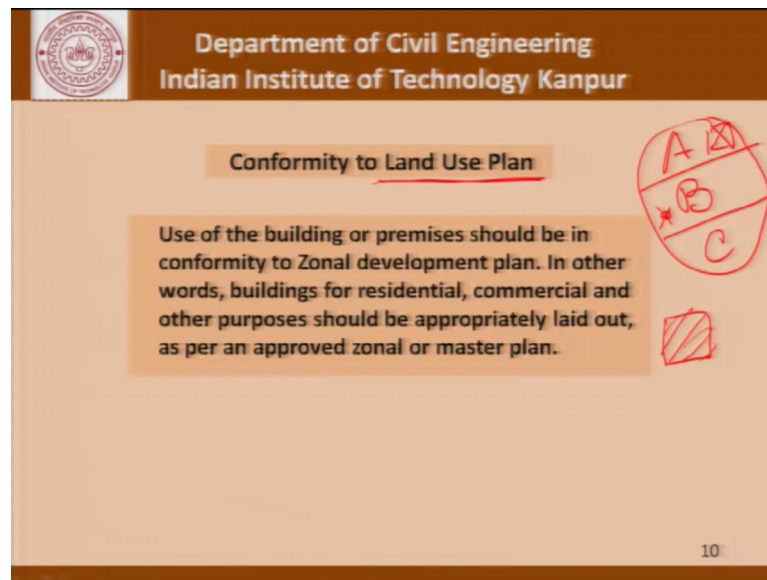 Department of Civil Engineering
Indian Institute of Technology Kanpur
Conformity to Land Use Plan
Use of the building or premises should be in
conformity to Zonal development plan. In other
words, buildings for residential, commercial and
other purposes should be appropriately laid out,
as per an approved zonal or master plan.
A
B
C
10